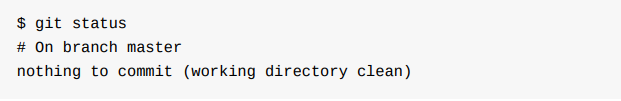 $ git status
# On branch master
nothing to commit (working directory clean)